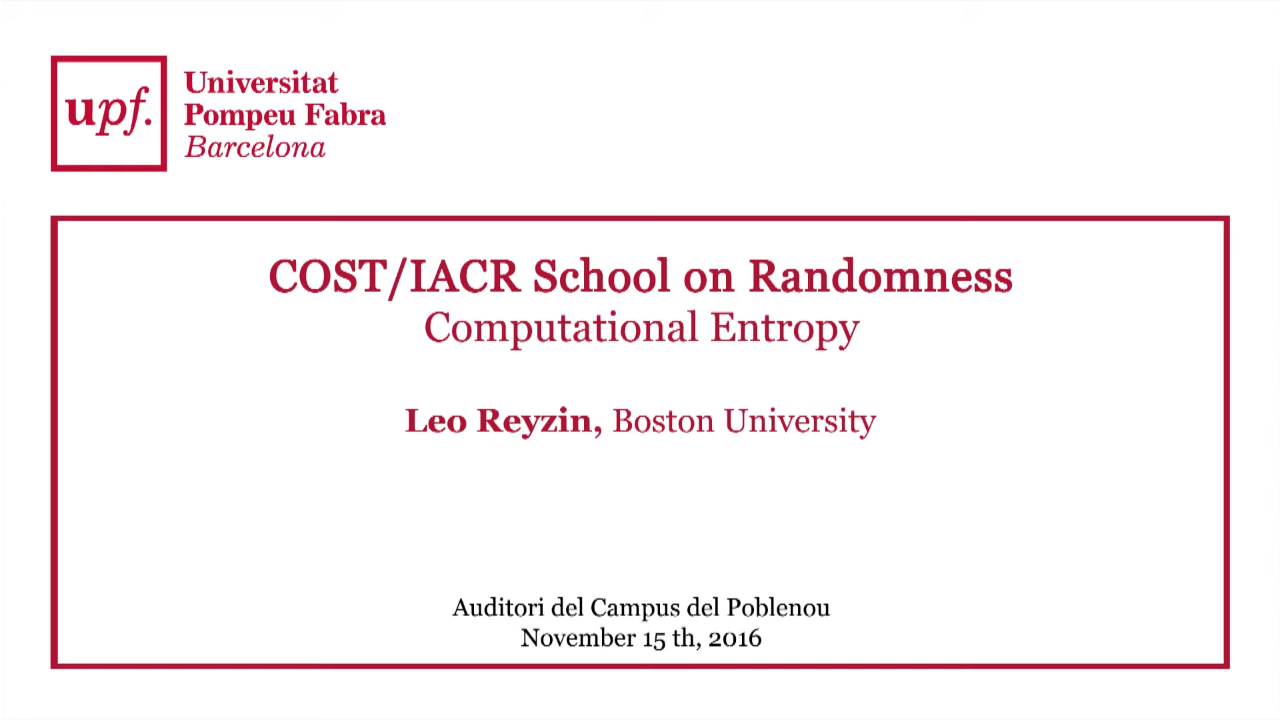 upf.
Universitat
Pompeu Fabra
Barcelona
COST/IACR School on Randomness
Computational Entropy
Leo Reyzin, Boston University
Auditori del Campus del Poblenou
November 15 th, 2016